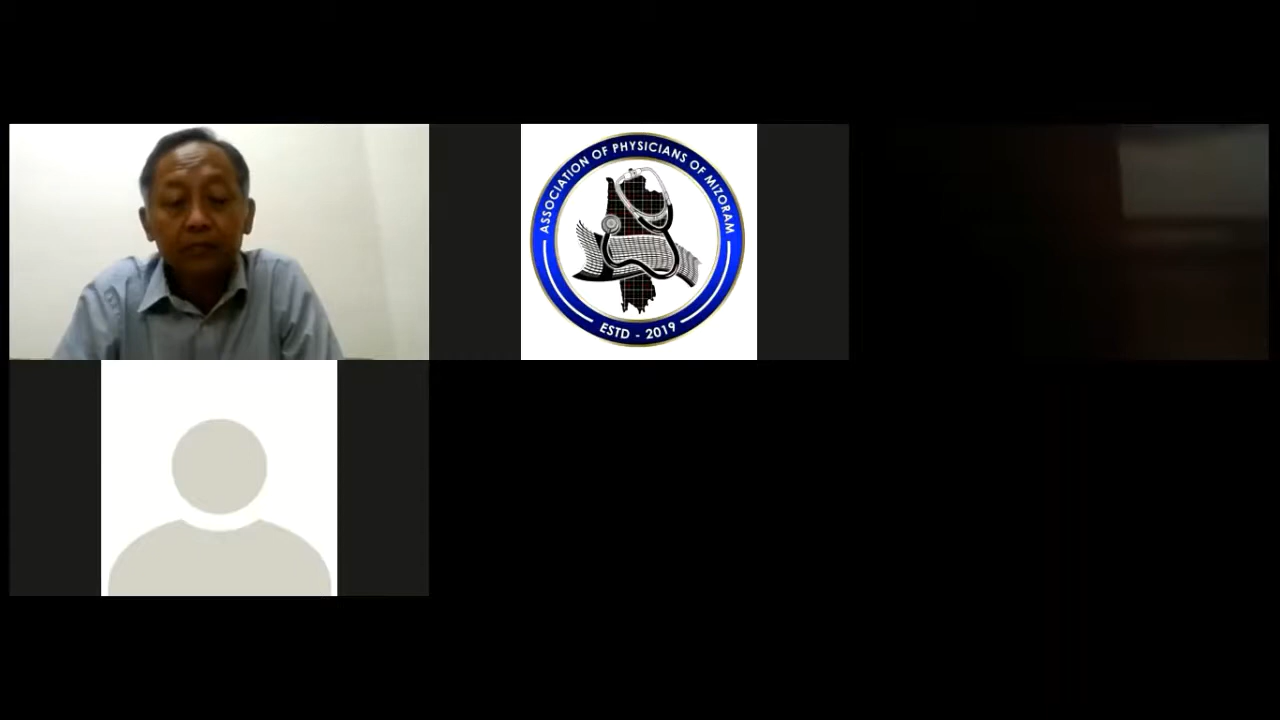 ASSOCIATION OF PHYSICIANS OF MIZORAM
ESTD - 2019